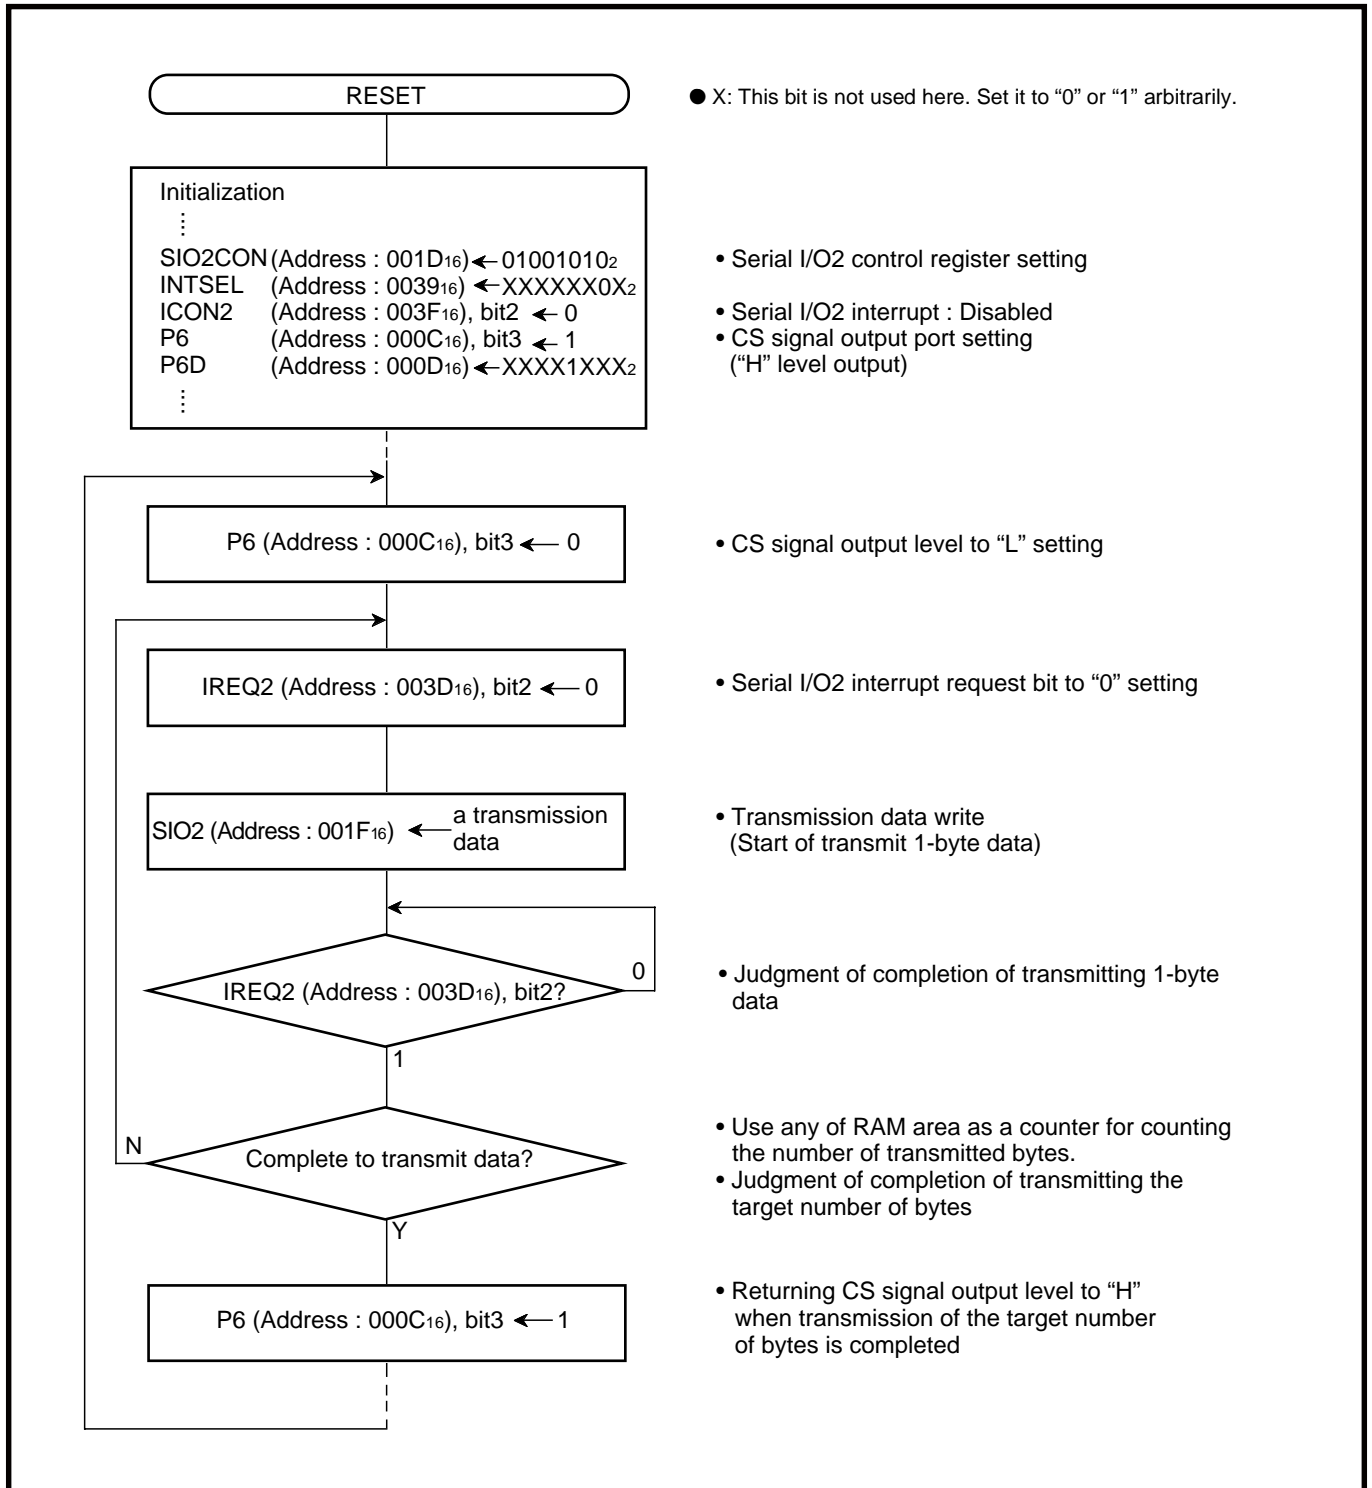 RESET
● X: This bit is not used here. Set it to “0” or “1” arbitrarily.
Initialization
SIO2CON (Address : 001D16) ← 010010102
• Serial I/O2 control register setting
INTSEL (Address : 003916) ← XXXXXX0X2
ICON2 (Address : 003F16), bit2 ← 0
• Serial I/O2 interrupt : Disabled
P6 (Address : 000C16), bit3 ← 1
• CS signal output port setting
P6D (Address : 000D16) ← XXXX1XXX2
(“H” level output)
P6 (Address : 000C16), bit3 ← 0
• CS signal output level to “L” setting
IREQ2 (Address : 003D16), bit2 ← 0
• Serial I/O2 interrupt request bit to “0” setting
SIO2 (Address : 001F16) ← a transmission
data
• Transmission data write
(Start of transmit 1-byte data)
IREQ2 (Address : 003D16), bit2?
0
1
• Judgment of completion of transmitting 1-byte
data
Complete to transmit data?
N
Y
• Use any of RAM area as a counter for counting
the number of transmitted bytes.
• Judgment of completion of transmitting the
target number of bytes
P6 (Address : 000C16), bit3 ← 1
• Returning CS signal output level to “H”
when transmission of the target number
of bytes is completed